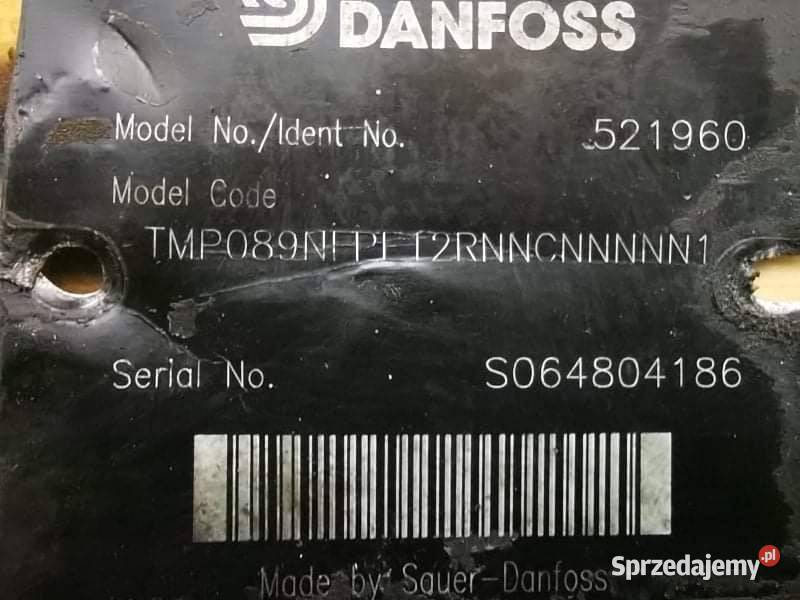 DANFOSS
Model No./Ident No. 521960
Model Code
Serial No. S064804186
Made by Sauer-Danfoss
Sprzedajemy.pl